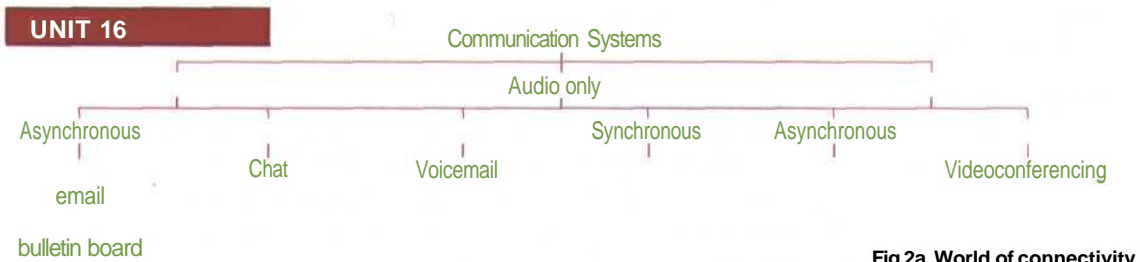 UNIT 16
Communication Systems
Audio only
Asynchronous
Synchronous
Asynchronous
Chat
Voicemail
Videoconferencing
email
bulletin board
Fig 2a World of connectivity